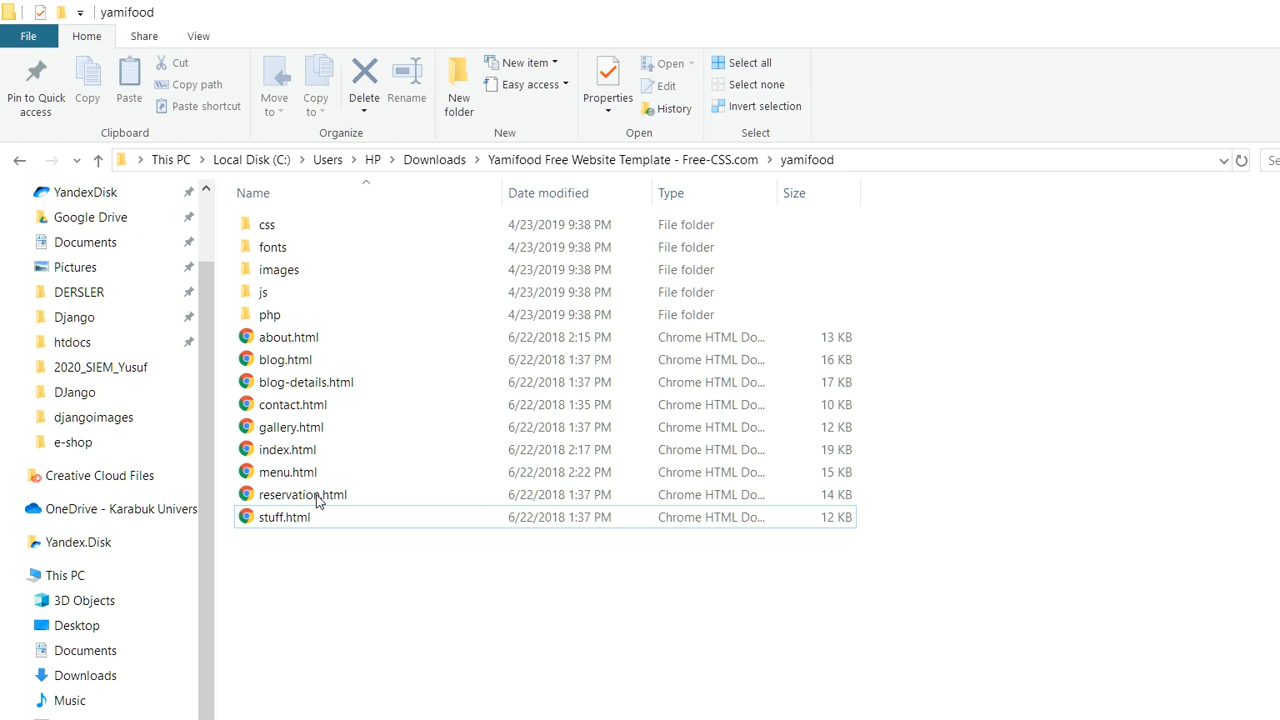 yamifood
File Home Share View
Pin to Quick access
Copy
Paste
Cut
Copy path
Paste shortcut
Clipboard
Move to
Copy to
Delete
Rename
Organize
New folder
New item
Easy access
New
Properties
Open
Edit
History
Open
Select all
Select none
Invert selection
Select
This PC > Local Disk (C:) > Users > HP > Downloads > Yamifood Free Website Template - Free-CSS.com > yamifood
Se
YandexDisk
Google Drive
Documents
Pictures
DERSLER
Django
htdocs
2020_SIEM_Yusuf
DJango
djangoimages
e-shop
Creative Cloud Files
OneDrive - Karabuk Univers
Yandex.Disk
This PC
3D Objects
Desktop
Documents
Downloads
Music
Name Date modified Type Size
css 4/23/2019 9:38 PM File folder
fonts 4/23/2019 9:38 PM File folder
images 4/23/2019 9:38 PM File folder
js 4/23/2019 9:38 PM File folder
php 4/23/2019 9:38 PM File folder
about.html 6/22/2018 2:15 PM Chrome HTML Do... 13 KB
blog.html 6/22/2018 1:37 PM Chrome HTML Do... 16 KB
blog-details.html 6/22/2018 1:37 PM Chrome HTML Do... 17 KB
contact.html 6/22/2018 1:35 PM Chrome HTML Do... 10 KB
gallery.html 6/22/2018 1:37 PM Chrome HTML Do... 12 KB
index.html 6/22/2018 2:17 PM Chrome HTML Do... 19 KB
menu.html 6/22/2018 2:22 PM Chrome HTML Do... 15 KB
reservation.html 6/22/2018 1:37 PM Chrome HTML Do... 14 KB
stuff.html 6/22/2018 1:37 PM Chrome HTML Do... 12 KB